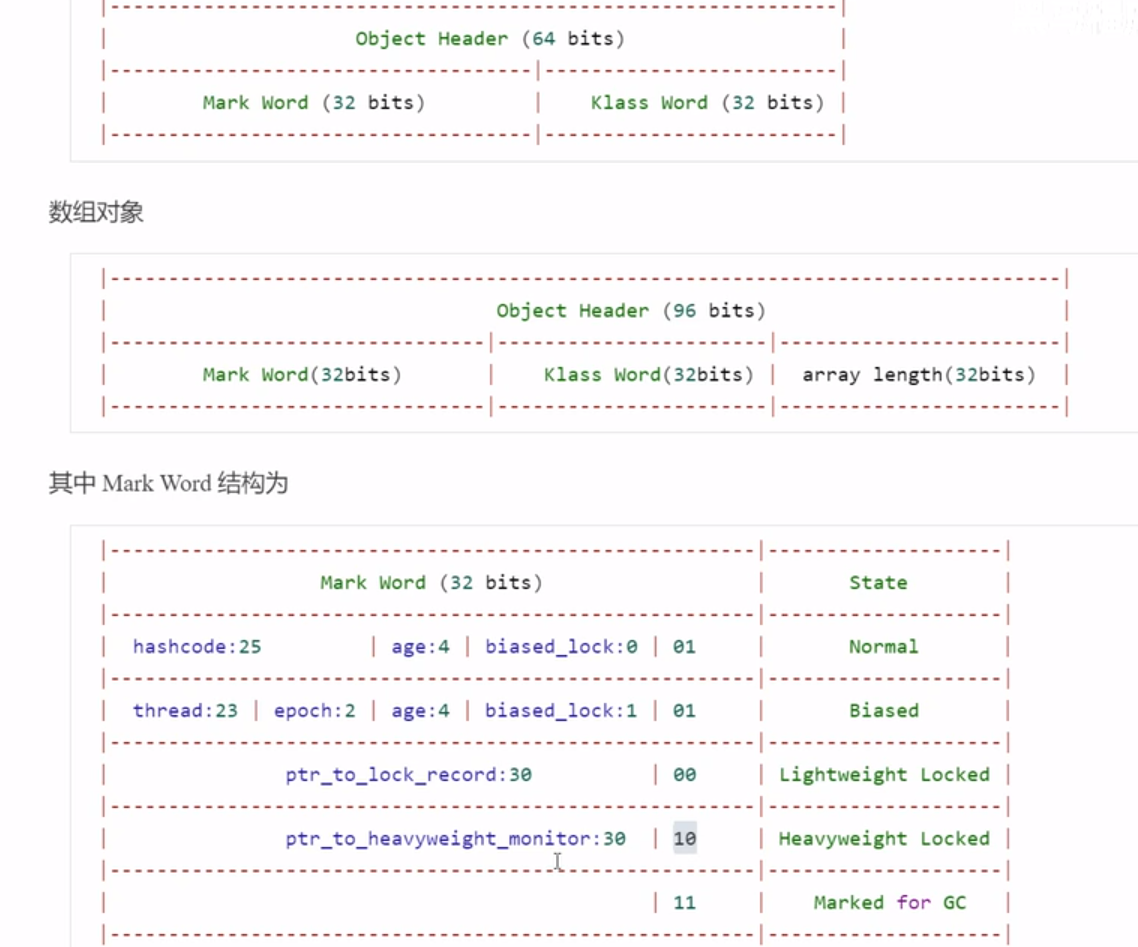 |--------------------------------------------------------------|
| Object Header (64 bits) |
|------------------------------------|-------------------------|
| Mark Word (32 bits) | Klass Word (32 bits) |
|------------------------------------|-------------------------|
数组对象
|---------------------------------------------------------------------------------|
| Object Header (96 bits) |
|--------------------------------|-----------------------|------------------------|
| Mark Word(32bits) | Klass Word(32bits) | array length(32bits) |
|--------------------------------|-----------------------|------------------------|
其中 Mark Word 结构为
|-------------------------------------------------------|--------------------|
| Mark Word (32 bits) | State |
|-------------------------------------------------------|--------------------|
| hashcode:25 | age:4 | biased_lock:0 | 01 | Normal |
|-------------------------------------------------------|--------------------|
| thread:23 | epoch:2 | age:4 | biased_lock:1 | 01 | Biased |
|-------------------------------------------------------|--------------------|
| ptr_to_lock_record:30 | 00 | Lightweight Locked |
|-------------------------------------------------------|--------------------|
| ptr_to_heavyweight_monitor:30 | 10 | Heavyweight Locked |
|-------------------------------------------------------|--------------------|
| | 11 | Marked for GC |
|-------------------------------------------------------|--------------------|